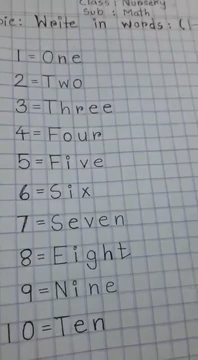 Class: Nursery
Sub : Math
pic: Write in words: (1-
1 = One
2 = Two
3 = Three
4 = Four
5 = Five
6 = Six
7 = Seven
8 = Eight
9 = Nine
10 = Ten